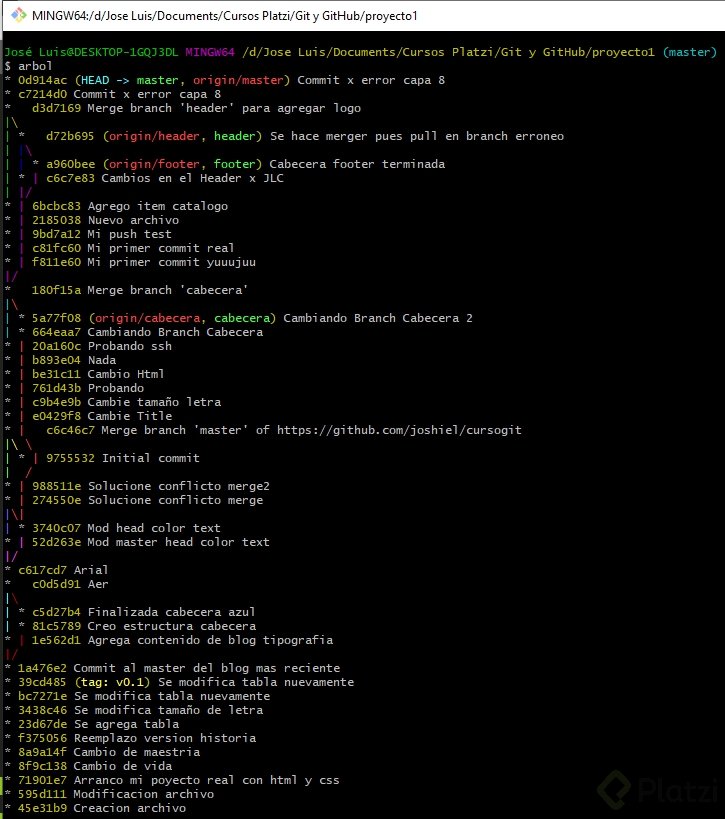 MINGW64:/d/Jose Luis/Documents/Cursos Platzi/Git y GitHub/proyecto1
José Luis@DESKTOP-1GQJ3DL MINGW64 /d/Jose Luis/Documents/Cursos Platzi/Git y GitHub/proyecto1 (master)
$ arbol
* 0d914ac (HEAD -> master, origin/master) Commit x error capa 8
* c7214d0 Commit x error capa 8
*   d3d7169 Merge branch 'header' para agregar logo
|\
| *   d72b695 (origin/header, header) Se hace merger pues pull en branch erroneo
| |\
| | * a960bee (origin/footer, footer) Cabecera footer terminada
| * | c6c7e83 Cambios en el Header x JLC
| |/
* | 6bcbc83 Agrego item catalogo
* | 2185038 Nuevo archivo
* | 9bd7a12 Mi push test
* | c81fc60 Mi primer commit real
* | f811e60 Mi primer commit yuuujuu
|/
*   180f15a Merge branch 'cabecera'
|\
| * 5a77f08 (origin/cabecera, cabecera) Cambiando Branch Cabecera 2
| * 664eaa7 Cambiando Branch Cabecera
* | 20a160c Probando ssh
* | b893e04 Nada
* | be31c11 Cambio Html
* | 761d43b Probando
* | c9b4e9b Cambie tamaño letra
* | e0429f8 Cambie Title
* |   c6c46c7 Merge branch 'master' of https://github.com/joshiel/cursogit
|\ \
| * | 9755532 Initial commit
|  /
* | 988511e Solucione conflicto merge2
* | 274550e Solucione conflicto merge
|\|
| * 3740c07 Mod head color text
* | 52d263e Mod master head color text
|/
* c617cd7 Arial
*   c0d5d91 Aer
|\
| * c5d27b4 Finalizada cabecera azul
| * 81c5789 Creo estructura cabecera
* | 1e562d1 Agrega contenido de blog tipografia
|/
* 1a476e2 Commit al master del blog mas reciente
* 39cd485 (tag: v0.1) Se modifica tabla nuevamente
* bc7271e Se modifica tabla nuevamente
* 3438c46 Se modifica tamaño de letra
* 23d67de Se agrega tabla
* f375056 Reemplazo version historia
* 8a9a14f Cambio de maestria
* 8f9c138 Cambio de vida
* 71901e7 Arranco mi poyecto real con html y css
* 595d111 Modificacion archivo
* 45e31b9 Creacion archivo
Platzi